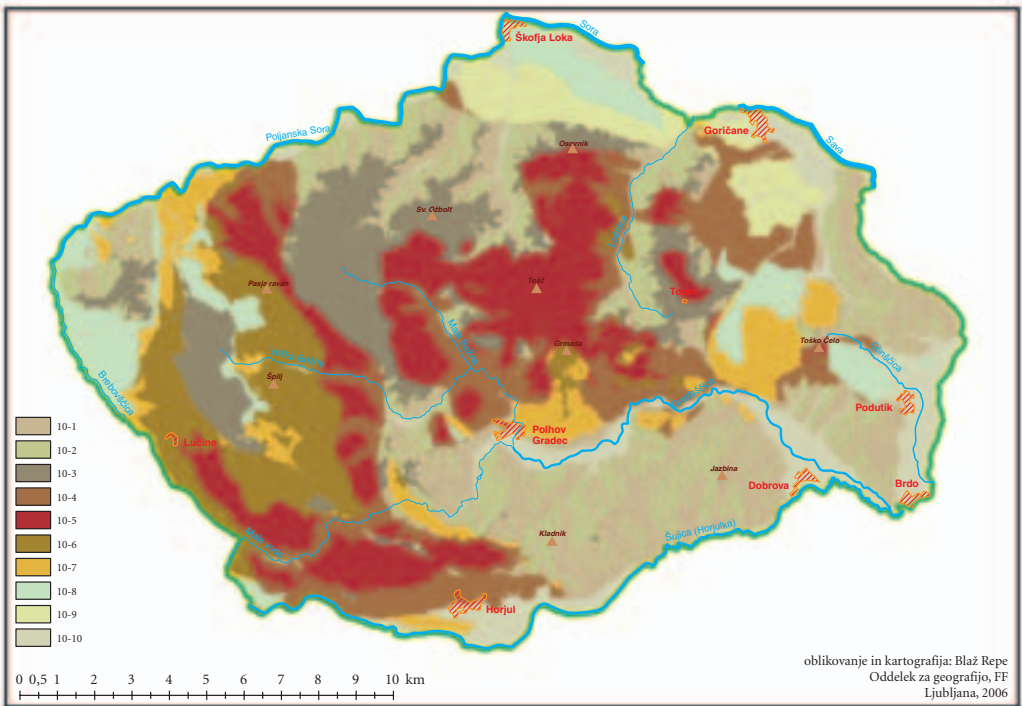 Škofja Loka
Sora
Poljanska Sora
Goričane
Sava
Osovnik
Sv. Ožbolt
Pasja ravan
Tošč
Grmada
Toško Čelo
Glinščica
Špilj
Brebovščica
Podutik
Polhov
Gradec
Lučine
Jazbina
Dobrova
Brdo
Kladnik
Šujica (Horjulka)
Horjul
10-1
10-2
10-3
10-4
10-5
10-6
10-7
10-8
10-9
10-10
0 0,5 1 2 3 4 5 6 7 8 9 10 km
oblikovanje in kartografija: Blaž Repe
Oddelek za geografijo, FF
Ljubljana, 2006